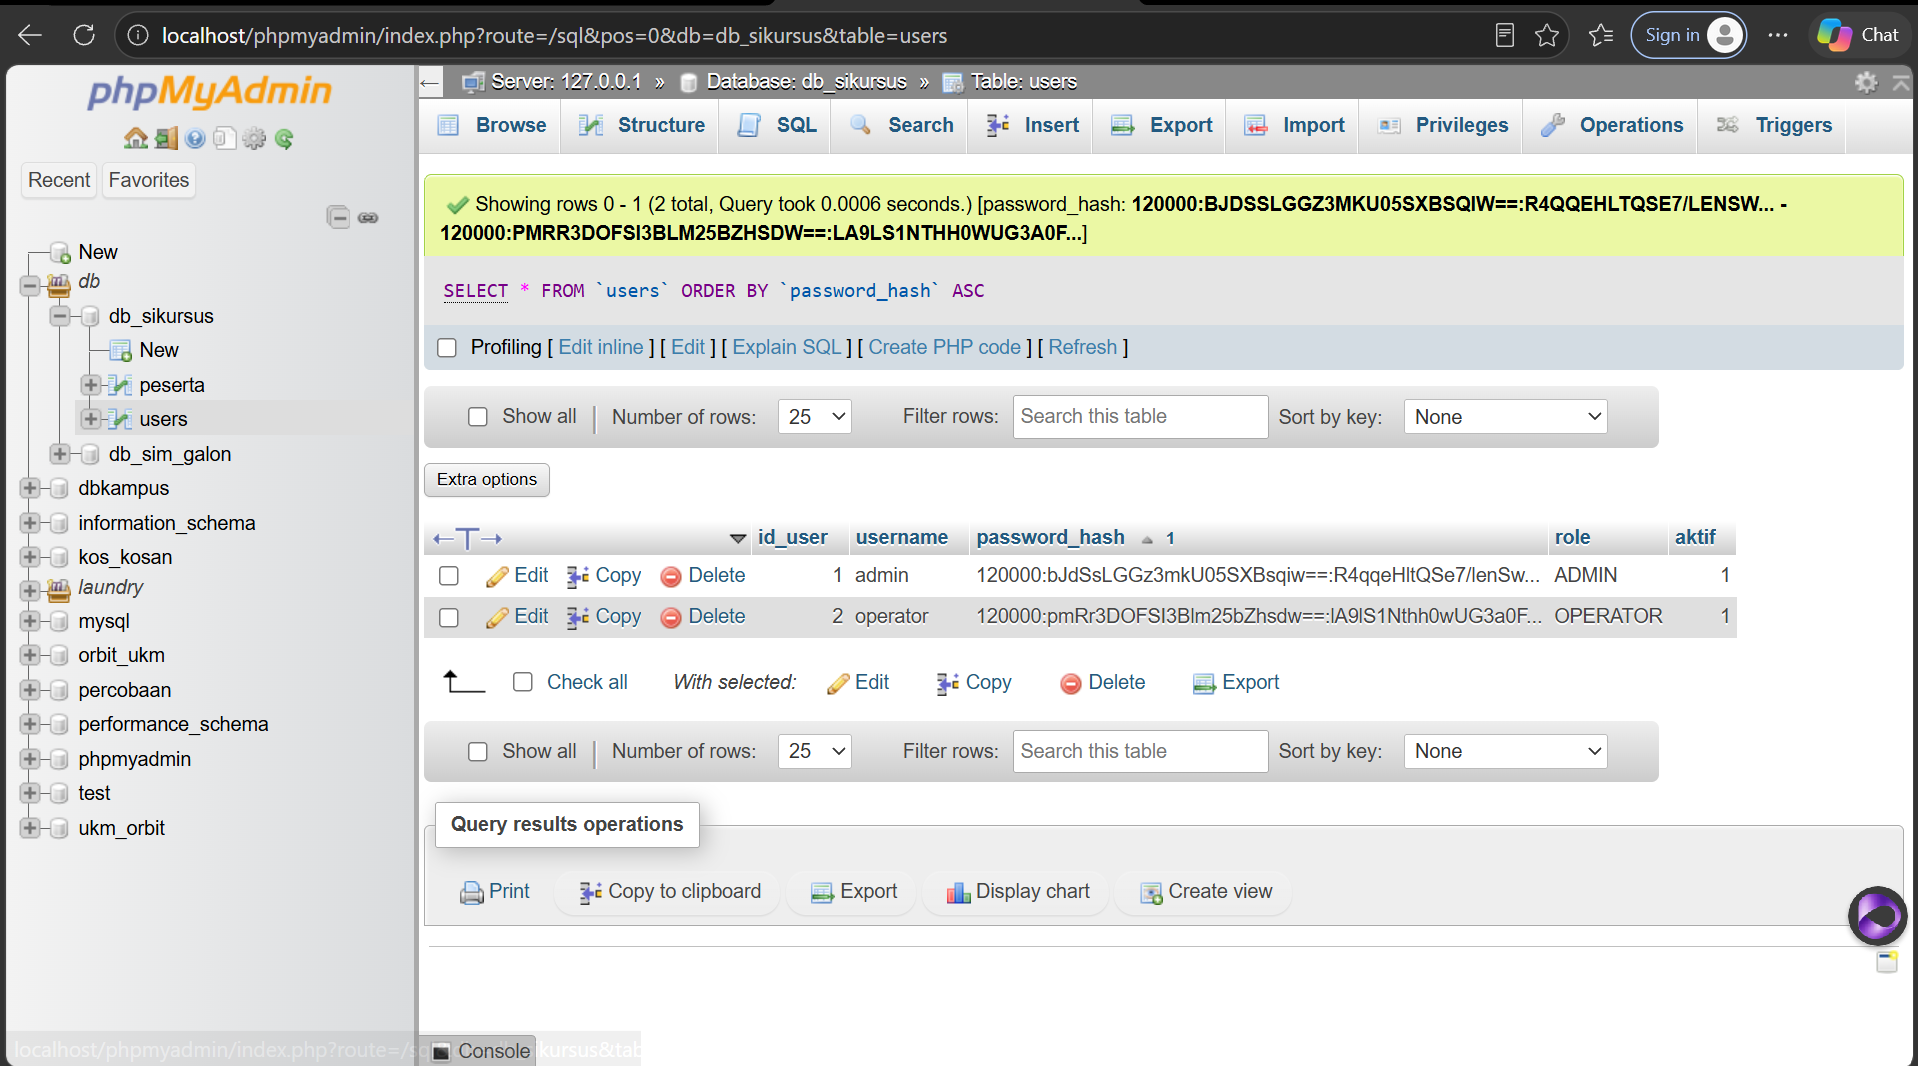 localhost/phpmyadmin/index.php?route=/sql&pos=0&db=db_sikursus&table=users
Sign in
Chat
phpMyAdmin
Recent
Favorites
New
db
db_sikursus
New
peserta
users
db_sim_galon
dbkampus
information_schema
kos_kosan
laundry
mysql
orbit_ukm
percobaan
performance_schema
phpmyadmin
test
ukm_orbit
Server: 127.0.0.1 » Database: db_sikursus » Table: users
Browse Structure SQL Search Insert Export Import Privileges Operations Triggers
Showing rows 0 - 1 (2 total, Query took 0.0006 seconds.) [password_hash: 120000:BJDSSLGGZ3MKU05SXBSQIW==:R4QQEHLTQSE7/LENSW... -
120000:PMRR3DOFSI3BLM25BZHSDW==:LA9LS1NTHH0WUG3A0F...]
SELECT * FROM `users` ORDER BY `password_hash` ASC
Profiling [ Edit inline ] [ Edit ] [ Explain SQL ] [ Create PHP code ] [ Refresh ]
Show all Number of rows: 25 Filter rows: Search this table Sort by key: None
Extra options
id_user username password_hash 1 role aktif
Edit Copy Delete 1 admin 120000:bJdSsLGGz3mkU05SXBsqiw==:R4qqeHltQSe7/lenSw... ADMIN 1
Edit Copy Delete 2 operator 120000:pmRr3DOFSI3Blm25bZhsdw==:lA9lS1Nthh0wUG3a0F... OPERATOR 1
Check all With selected: Edit Copy Delete Export
Show all Number of rows: 25 Filter rows: Search this table Sort by key: None
Query results operations
Print Copy to clipboard Export Display chart Create view
Console
localhost/phpmyadmin/index.php?route=/